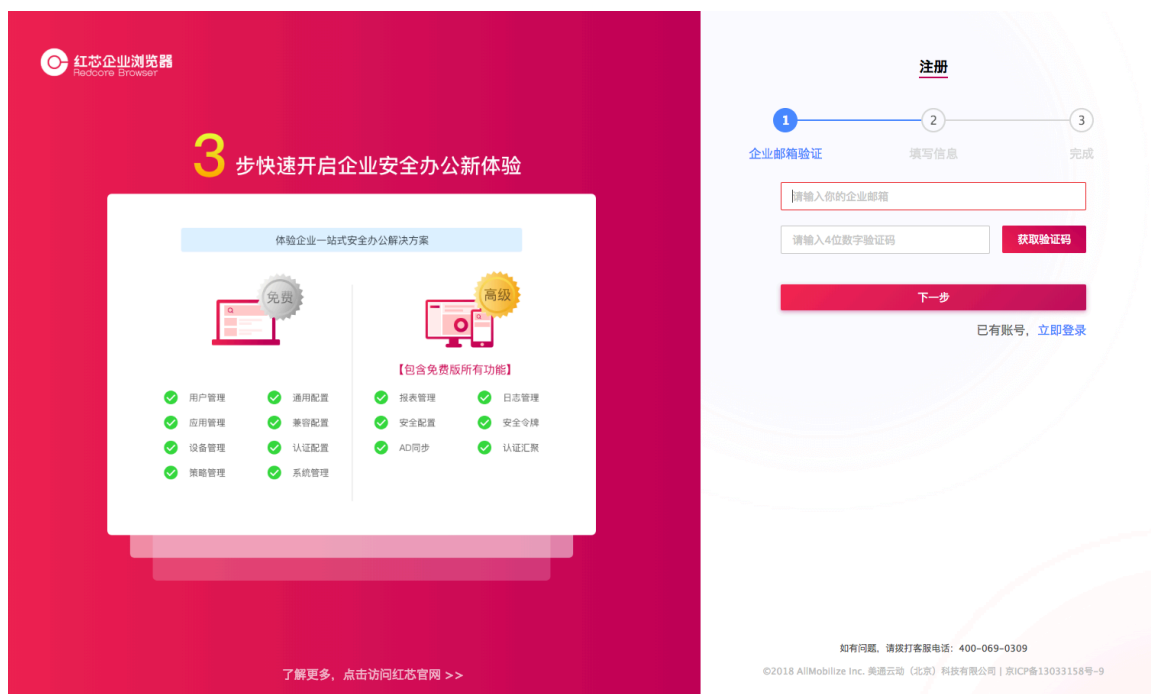 红芯企业浏览器
Redcore Browser
3步快速开启企业安全办公新体验
体验企业一站式安全办公解决方案
免费
高级
【包含免费版所有功能】
用户管理 通用配置 报表管理 日志管理
应用管理 兼容配置 安全配置 安全令牌
设备管理 认证配置 AD同步 认证汇聚
策略管理 系统管理
了解更多，点击访问红芯官网 >>
注册
1 2 3
企业邮箱验证 填写信息 完成
请输入你的企业邮箱
请输入4位数字验证码 获取验证码
下一步
已有账号，立即登录
如有问题，请拨打客服电话：400-069-0309
©2018 AllMobilize Inc. 美通云动（北京）科技有限公司 | 京ICP备13033158号-9